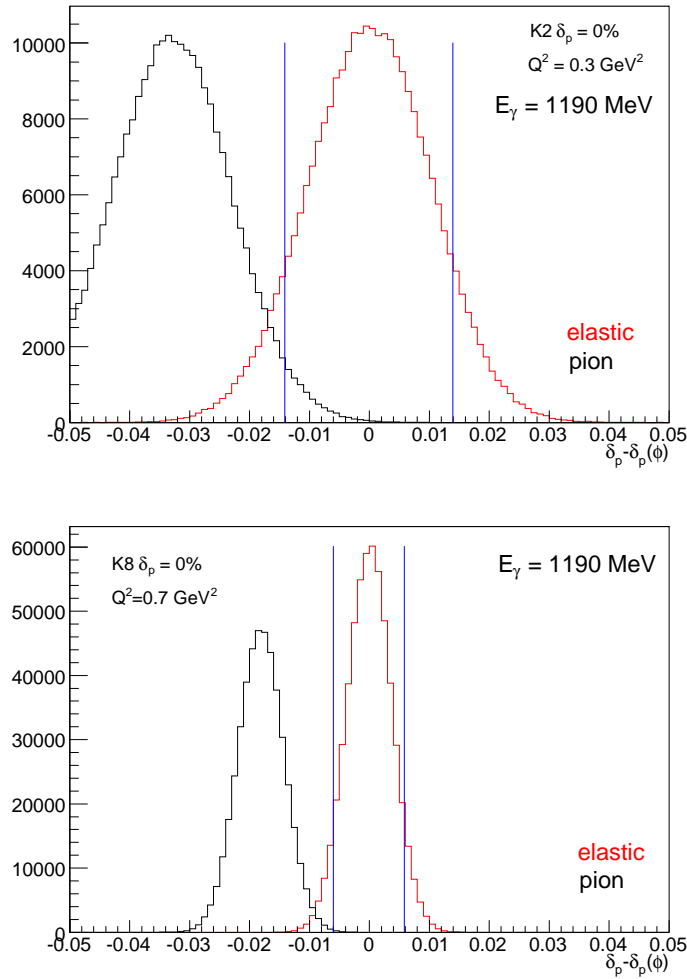 10000
8000
6000
4000
2000
0
K2 δp = 0%
Q² = 0.3 GeV²
Eγ = 1190 MeV
elastic
pion
-0.05 -0.04 -0.03 -0.02 -0.01 0 0.01 0.02 0.03 0.04 0.05
δp-δp(ϕ)
60000
50000
40000
30000
20000
10000
0
K8 δp = 0%
Q²=0.7 GeV²
Eγ = 1190 MeV
elastic
pion
-0.05 -0.04 -0.03 -0.02 -0.01 0 0.01 0.02 0.03 0.04 0.05
δp-δp(ϕ)